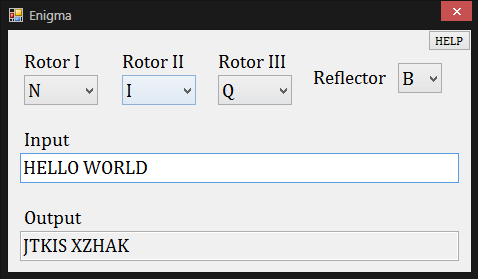 Enigma
HELP
Rotor I Rotor II Rotor III
N I Q Reflector B
Input
HELLO WORLD
Output
JTKIS XZHAK